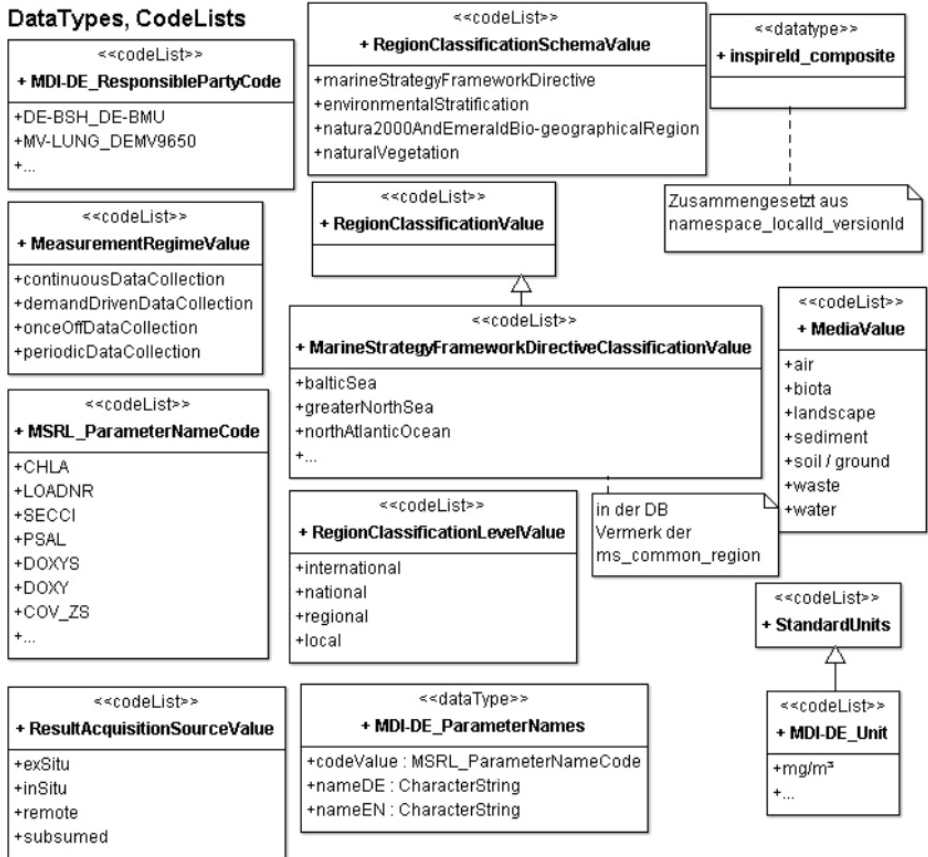 DataTypes, CodeLists
<<codeList>>
+ MDI-DE_ResponsiblePartyCode
+DE-BSH_DE-BMU
+MV-LUNG_DEMV9650
+...
<<codeList>>
+ RegionClassificationSchemaValue
+marineStrategyFrameworkDirective
+environmentalStratification
+natura2000AndEmeraldBio-geographicalRegion
+naturalVegetation
<<datatype>>
+ inspireId_composite
Zusammengesetzt aus
namespace_localId_versionId
<<codeList>>
+ RegionClassificationValue
<<codeList>>
+ MeasurementRegimeValue
+continuousDataCollection
+demandDrivenDataCollection
+onceOffDataCollection
+periodicDataCollection
<<codeList>>
+ MarineStrategyFrameworkDirectiveClassificationValue
+balticSea
+greaterNorthSea
+northAtlanticOcean
+...
in der DB
Vermerk der
ms_common_region
<<codeList>>
+ MediaValue
+air
+biota
+landscape
+sediment
+soil / ground
+waste
+water
<<codeList>>
+ MSRL_ParameterNameCode
+CHLA
+LOADNR
+SECCI
+PSAL
+DOXYS
+DOXY
+COV_ZS
+...
<<codeList>>
+ RegionClassificationLevelValue
+international
+national
+regional
+local
<<codeList>>
+ StandardUnits
<<codeList>>
+ MDI-DE_Unit
+mg/m³
+...
<<codeList>>
+ ResultAcquisitionSourceValue
+exSitu
+inSitu
+remote
+subsumed
<<dataType>>
+ MDI-DE_ParameterNames
+codeValue : MSRL_ParameterNameCode
+nameDE : CharacterString
+nameEN : CharacterString